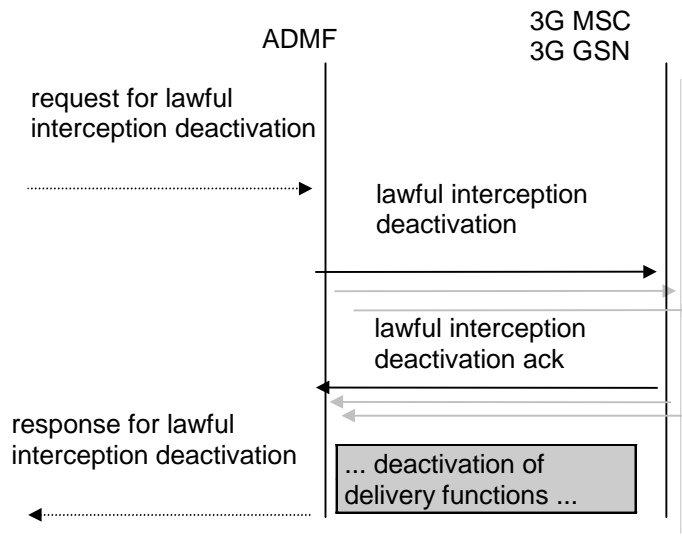 ADMF
3G MSC
3G GSN
request for lawful
interception deactivation
lawful interception
deactivation
lawful interception
deactivation ack
response for lawful
interception deactivation
... deactivation of
delivery functions ...